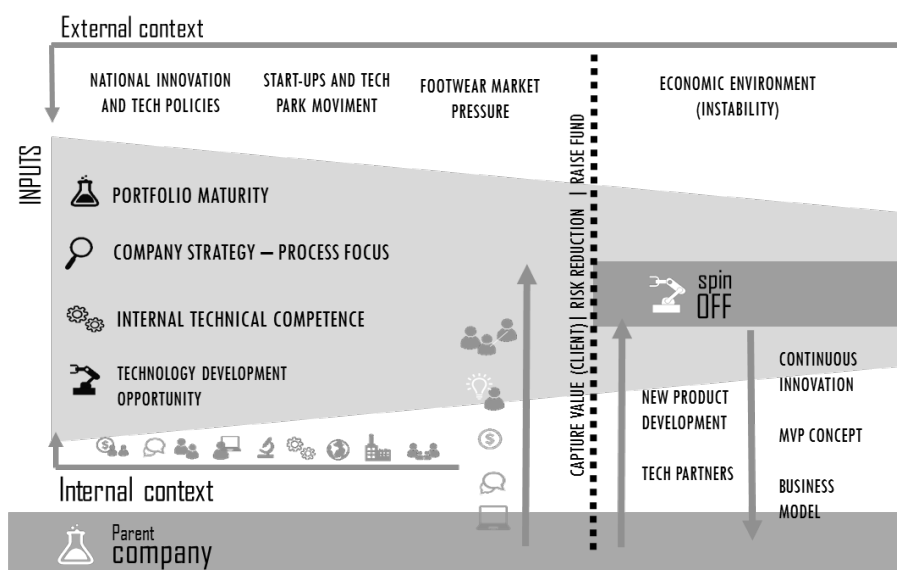 External context
NATIONAL INNOVATION
AND TECH POLICIES
START-UPS AND TECH
PARK MOVIMENT
FOOTWEAR MARKET
PRESSURE
ECONOMIC ENVIRONMENT
(INSTABILITY)
INPUTS
PORTFOLIO MATURITY
COMPANY STRATEGY – PROCESS FOCUS
INTERNAL TECHNICAL COMPETENCE
TECHNOLOGY DEVELOPMENT
OPPORTUNITY
CAPTURE VALUE (CLIENT) | RISK REDUCTION | RAISE FUND
spin
OFF
NEW PRODUCT
DEVELOPMENT
TECH PARTNERS
CONTINUOUS
INNOVATION
MVP CONCEPT
BUSINESS
MODEL
Internal context
Parent
company